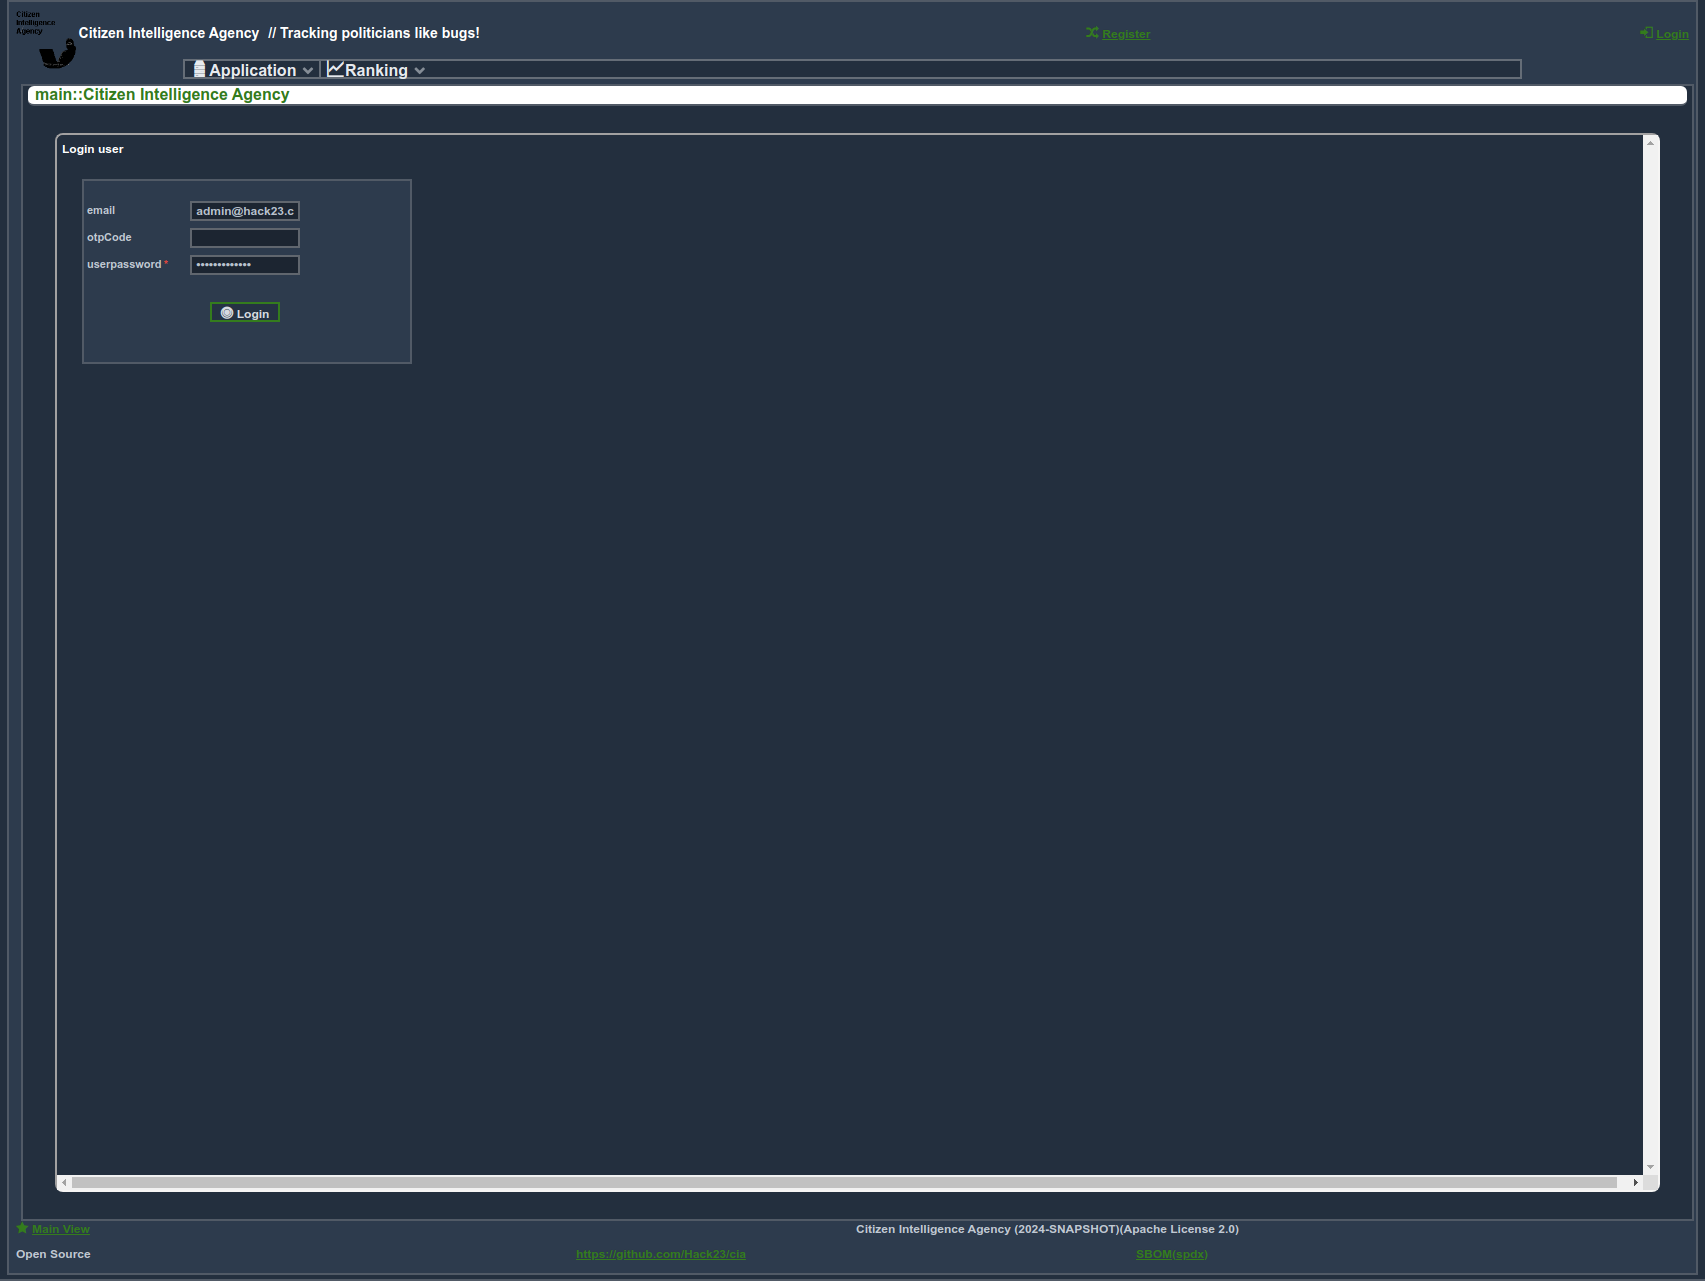 Citizen
Intelligence
Agency
Citizen Intelligence Agency // Tracking politicians like bugs!
Register
Login
Application
Ranking
main::Citizen Intelligence Agency
Login user
email
admin@hack23.c
otpCode
userpassword *
•••••••••••••
Login
Main View
Citizen Intelligence Agency (2024-SNAPSHOT)(Apache License 2.0)
Open Source
https://github.com/Hack23/cia
SBOM(spdx)